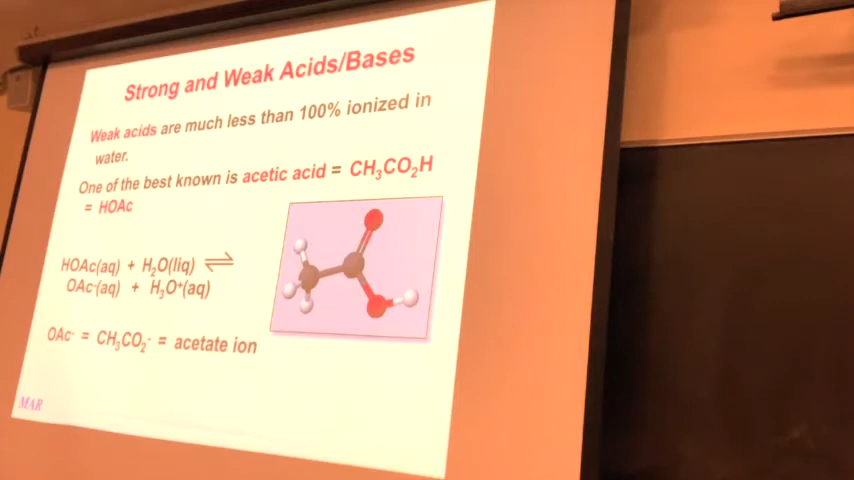 Strong and Weak Acids/Bases
Weak acids are much less than 100% ionized in
water.
One of the best known is acetic acid = CH₃CO₂H
= HOAc
HOAc(aq) + H₂O(liq) ⇌
OAc⁻(aq) + H₃O⁺(aq)
OAc⁻ = CH₃CO₂⁻ = acetate ion
MAR